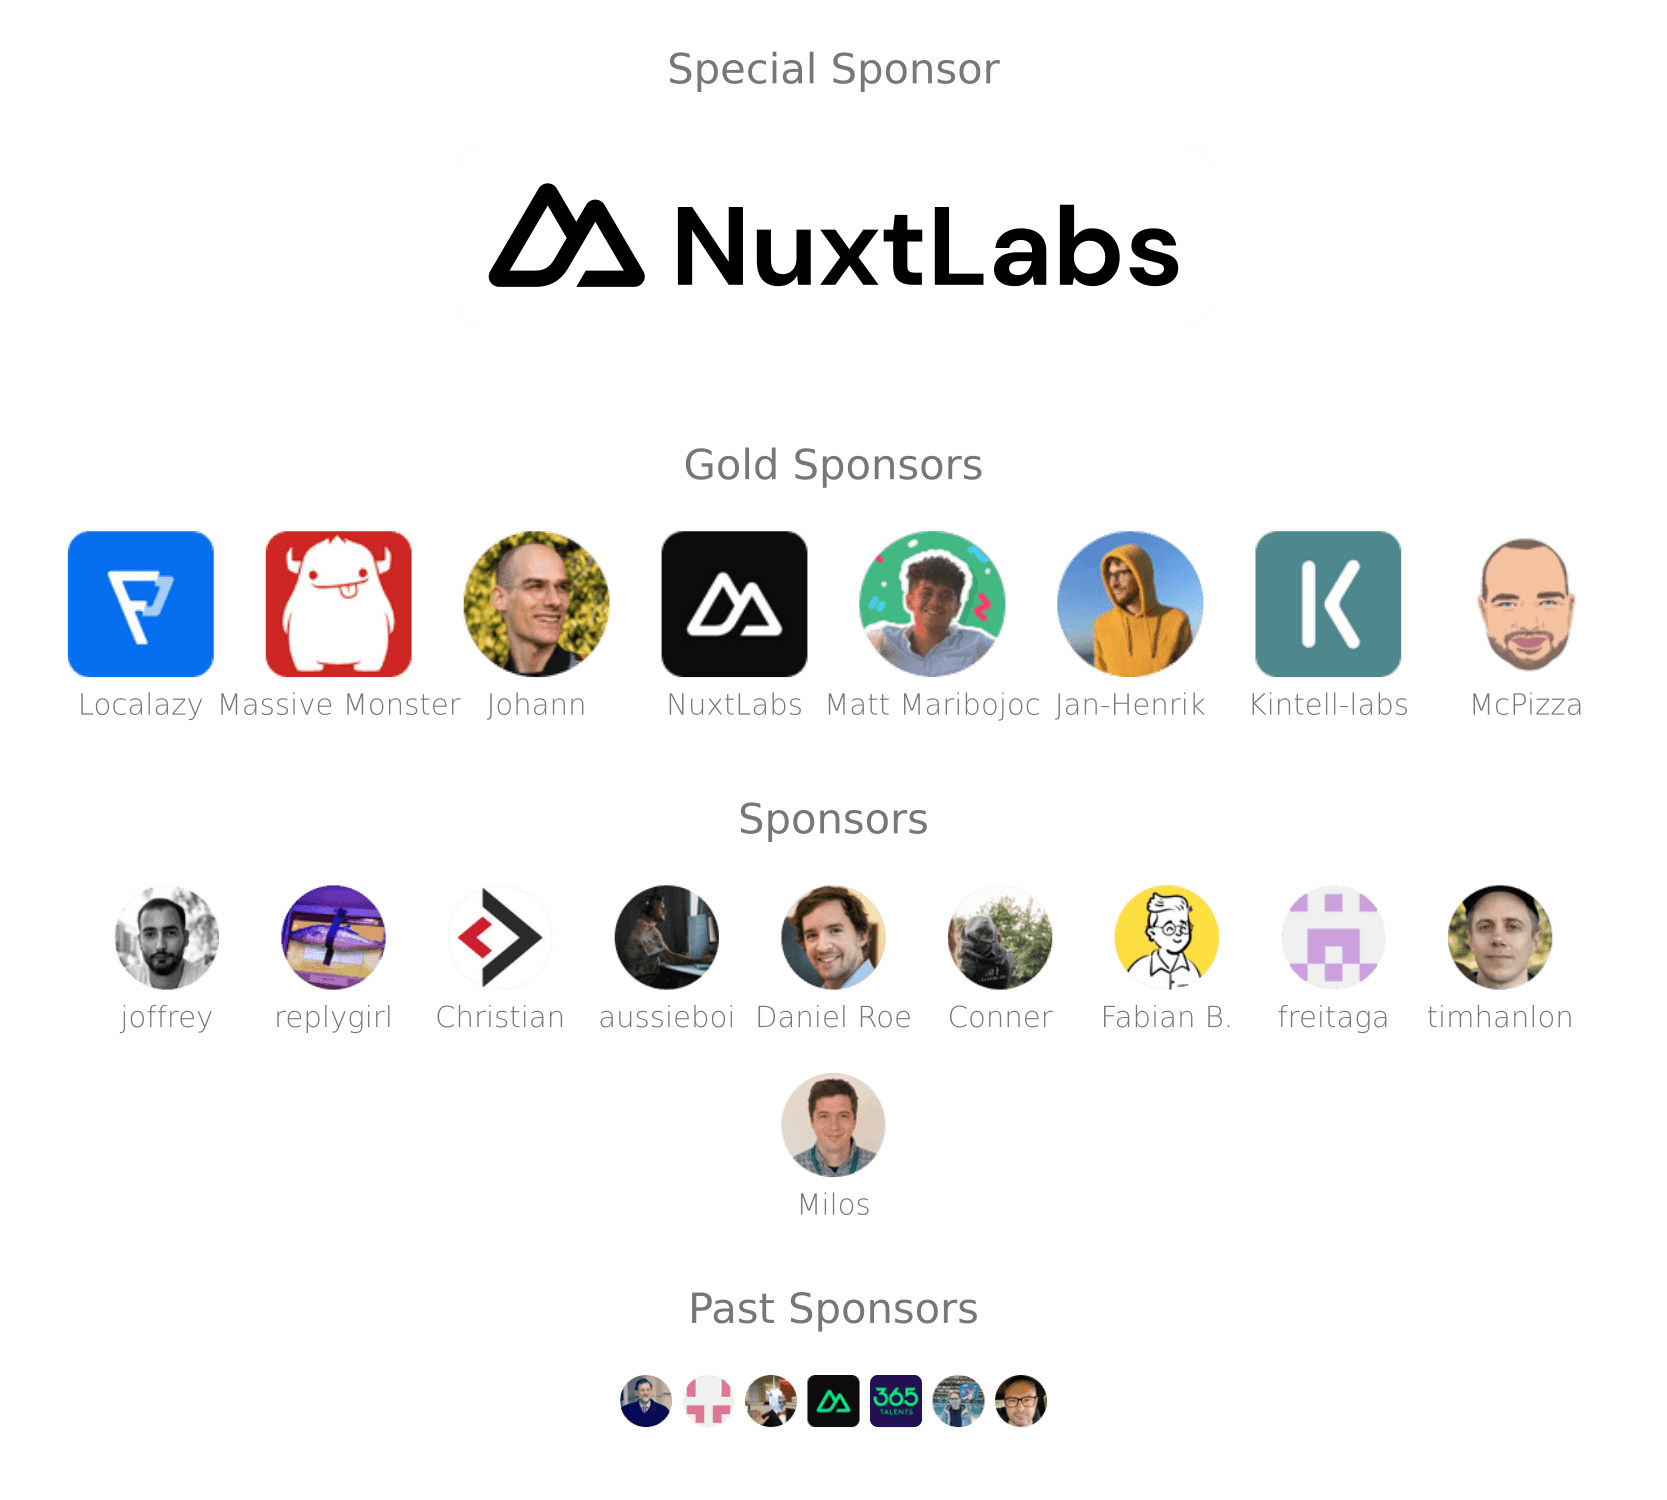 Special Sponsor
NuxtLabs
Gold Sponsors
Localazy Massive Monster Johann NuxtLabs Matt Maribojoc Jan-Henrik Kintell-labs McPizza
Sponsors
joffrey replygirl Christian aussieboi Daniel Roe Conner Fabian B. freitaga timhanlon
Milos
Past Sponsors
365
TALENTS